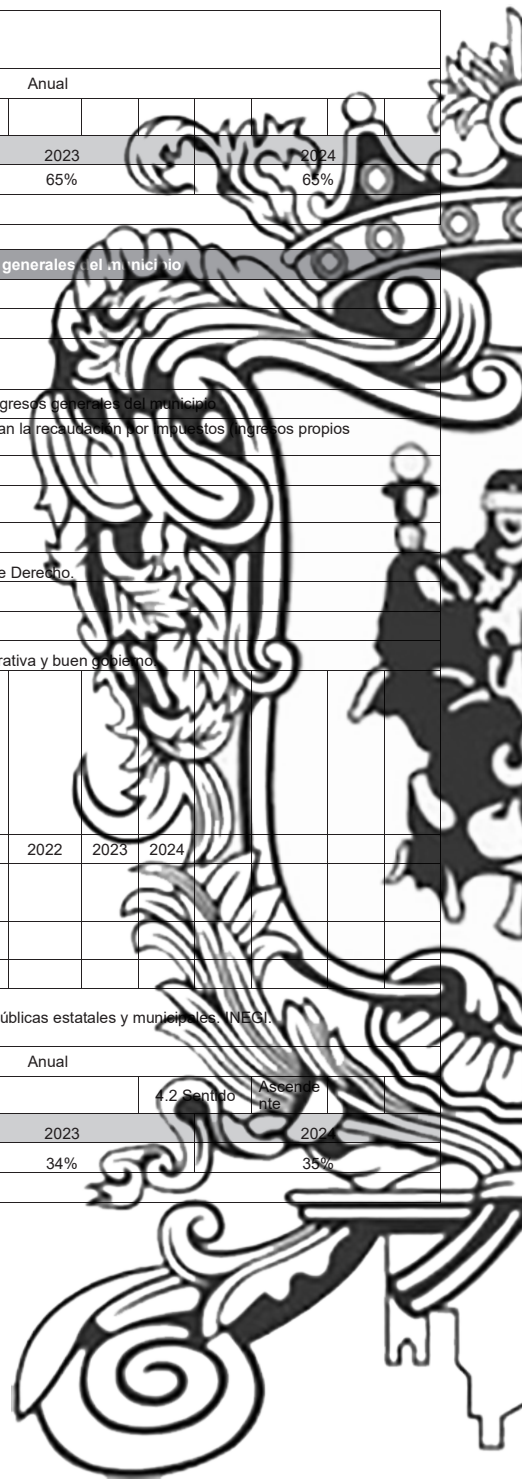 Anual
2023 2024
65% 65%
generales del municipio
gresos generales del municipio
an la recaudación por impuestos (ingresos propios
e Derecho.
rativa y buen gobierno.
2022 2023 2024
úblicas estatales y municipales. INEGI.
Anual
4.2 Sentido Ascende
nte
2023 2024
34% 35%